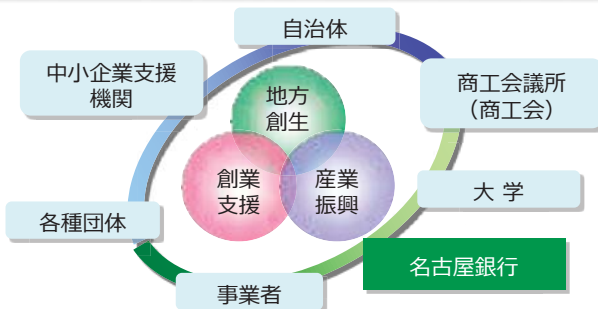 自治体
中小企業支援
機関
商工会議所
（商工会）
地方
創生
創業
支援
産業
振興
大 学
各種団体
名古屋銀行
事業者